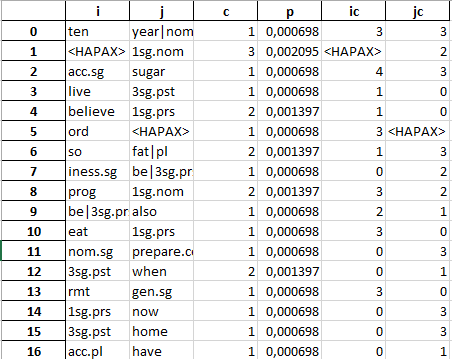 i j c p ic jc
0 ten year|nom 1 0,000698 3 3
1 <HAPAX> 1sg.nom 3 0,002095 <HAPAX> 2
2 acc.sg sugar 1 0,000698 4 3
3 live 3sg.pst 1 0,000698 1 0
4 believe 1sg.prs 2 0,001397 1 0
5 ord <HAPAX> 1 0,000698 3 <HAPAX>
6 so fat|pl 2 0,001397 1 3
7 iness.sg be|3sg.pr 1 0,000698 0 2
8 prog 1sg.nom 2 0,001397 3 2
9 be|3sg.pr also 1 0,000698 2 1
10 eat 1sg.prs 1 0,000698 3 0
11 nom.sg prepare.c 1 0,000698 0 3
12 3sg.pst when 2 0,001397 0 1
13 rmt gen.sg 1 0,000698 3 0
14 1sg.prs now 1 0,000698 0 3
15 3sg.pst home 1 0,000698 0 3
16 acc.pl have 1 0,000698 0 1